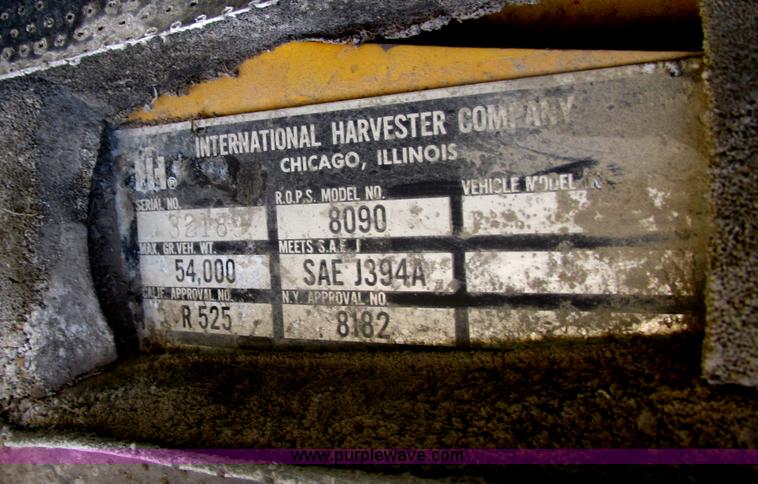 INTERNATIONAL HARVESTER COMPANY
CHICAGO, ILLINOIS
IH®
SERIAL NO. R.O.P.S. MODEL NO. VEHICLE MODEL
8090
MAX. GR. VEH. WT. MEETS S.A.E. J
54,000 SAE J394A
CALIF. APPROVAL NO. N.Y. APPROVAL NO.
R 525 8182
www.purplewave.com